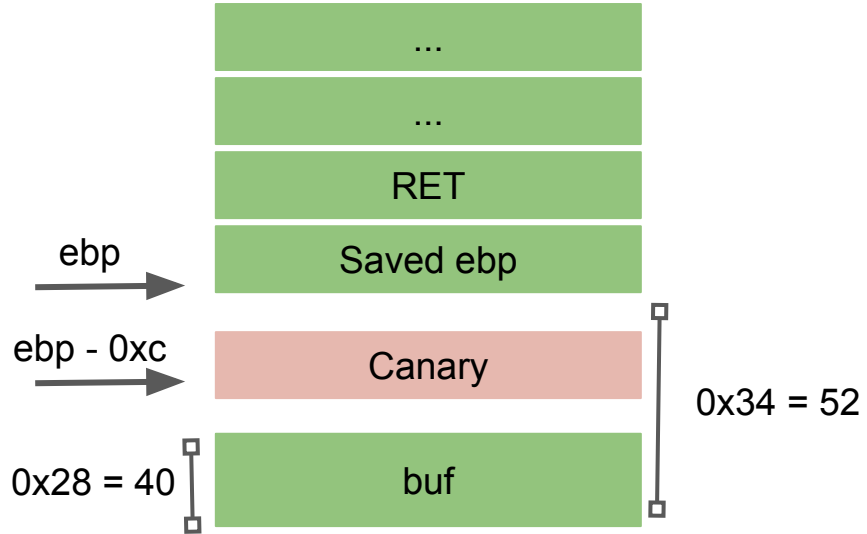 ...
...
RET
ebp
Saved ebp
ebp - 0xc
Canary
0x34 = 52
0x28 = 40
buf